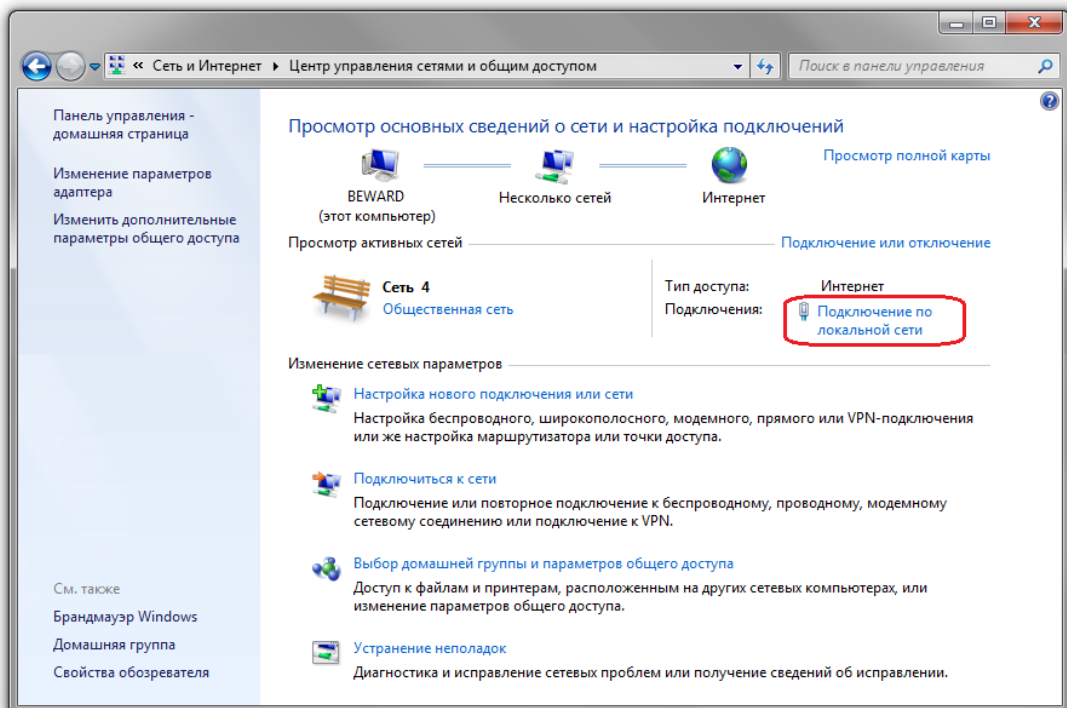 « Сеть и Интернет ▸ Центр управления сетями и общим доступом
Поиск в панели управления
Панель управления -
домашняя страница
Изменение параметров
адаптера
Изменить дополнительные
параметры общего доступа
См. также
Брандмауэр Windows
Домашняя группа
Свойства обозревателя
Просмотр основных сведений о сети и настройка подключений
BEWARD
(этот компьютер)
Несколько сетей
Интернет
Просмотр полной карты
Просмотр активных сетей
Подключение или отключение
Сеть 4
Общественная сеть
Тип доступа: Интернет
Подключения: Подключение по
локальной сети
Изменение сетевых параметров
Настройка нового подключения или сети
Настройка беспроводного, широкополосного, модемного, прямого или VPN-подключения
или же настройка маршрутизатора или точки доступа.
Подключиться к сети
Подключение или повторное подключение к беспроводному, проводному, модемному
сетевому соединению или подключение к VPN.
Выбор домашней группы и параметров общего доступа
Доступ к файлам и принтерам, расположенным на других сетевых компьютерах, или
изменение параметров общего доступа.
Устранение неполадок
Диагностика и исправление сетевых проблем или получение сведений об исправлении.